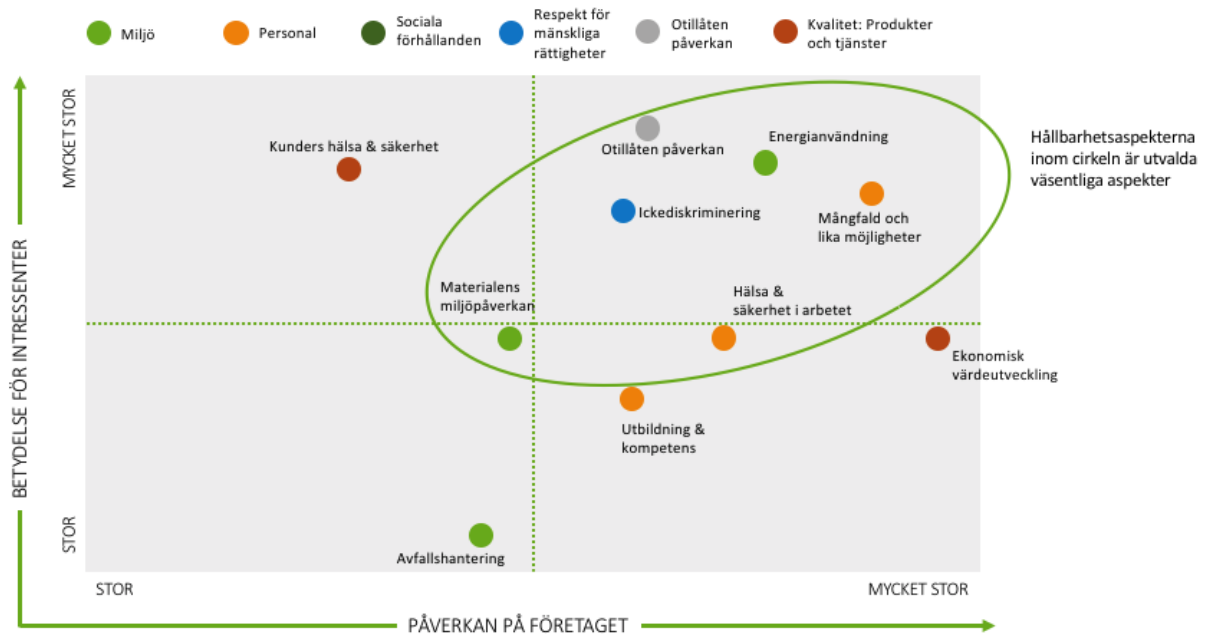 Miljö
Personal
Sociala
förhållanden
Respekt för
mänskliga
rättigheter
Otillåten
påverkan
Kvalitet: Produkter
och tjänster
MYCKET STOR
BETYDELSE FÖR INTRESSENTER
STOR
Kunders hälsa & säkerhet
Otillåten påverkan
Energianvändning
Hållbarhetsaspekterna
inom cirkeln är utvalda
väsentliga aspekter
Ickediskriminering
Mångfald och
lika möjligheter
Materialens
miljöpåverkan
Hälsa &
säkerhet i arbetet
Ekonomisk
värdeutveckling
Utbildning &
kompetens
Avfallshantering
STOR
MYCKET STOR
PÅVERKAN PÅ FÖRETAGET